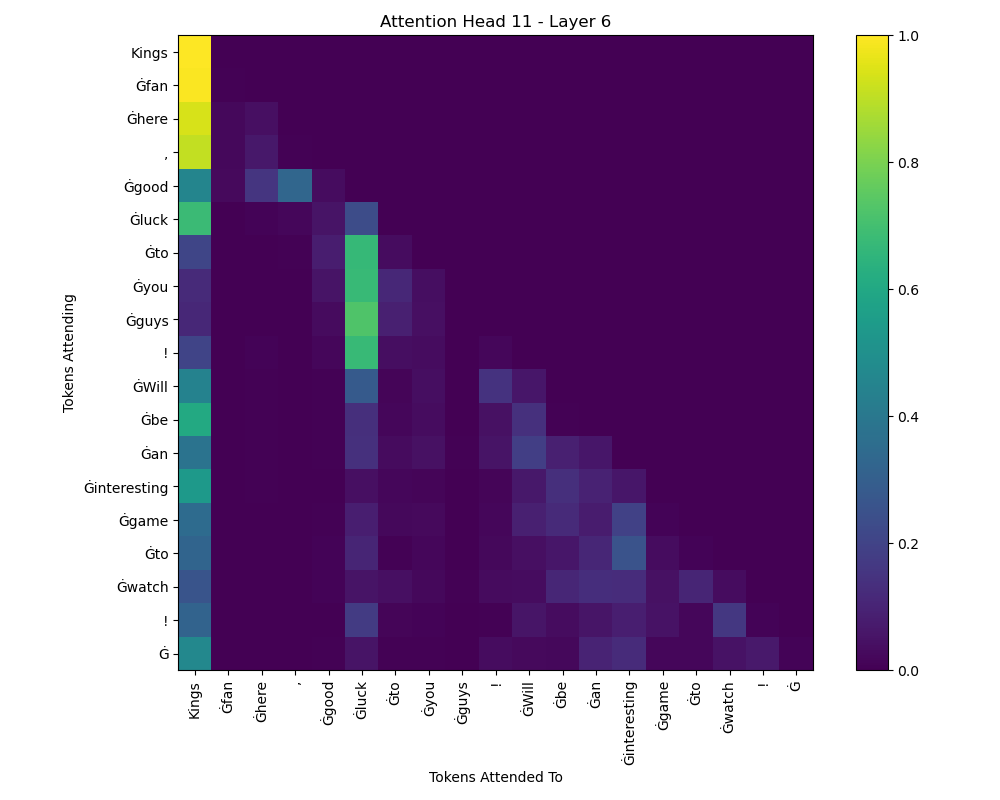 Attention Head 11 - Layer 6
Tokens Attending
Kings
Ġfan
Ġhere
,
Ġgood
Ġluck
Ġto
Ġyou
Ġguys
!
ĠWill
Ġbe
Ġan
Ġinteresting
Ġgame
Ġto
Ġwatch
!
Ġ
Kings
Ġfan
Ġhere
,
Ġgood
Ġluck
Ġto
Ġyou
Ġguys
!
ĠWill
Ġbe
Ġan
Ġinteresting
Ġgame
Ġto
Ġwatch
!
Ġ
Tokens Attended To
1.0
0.8
0.6
0.4
0.2
0.0